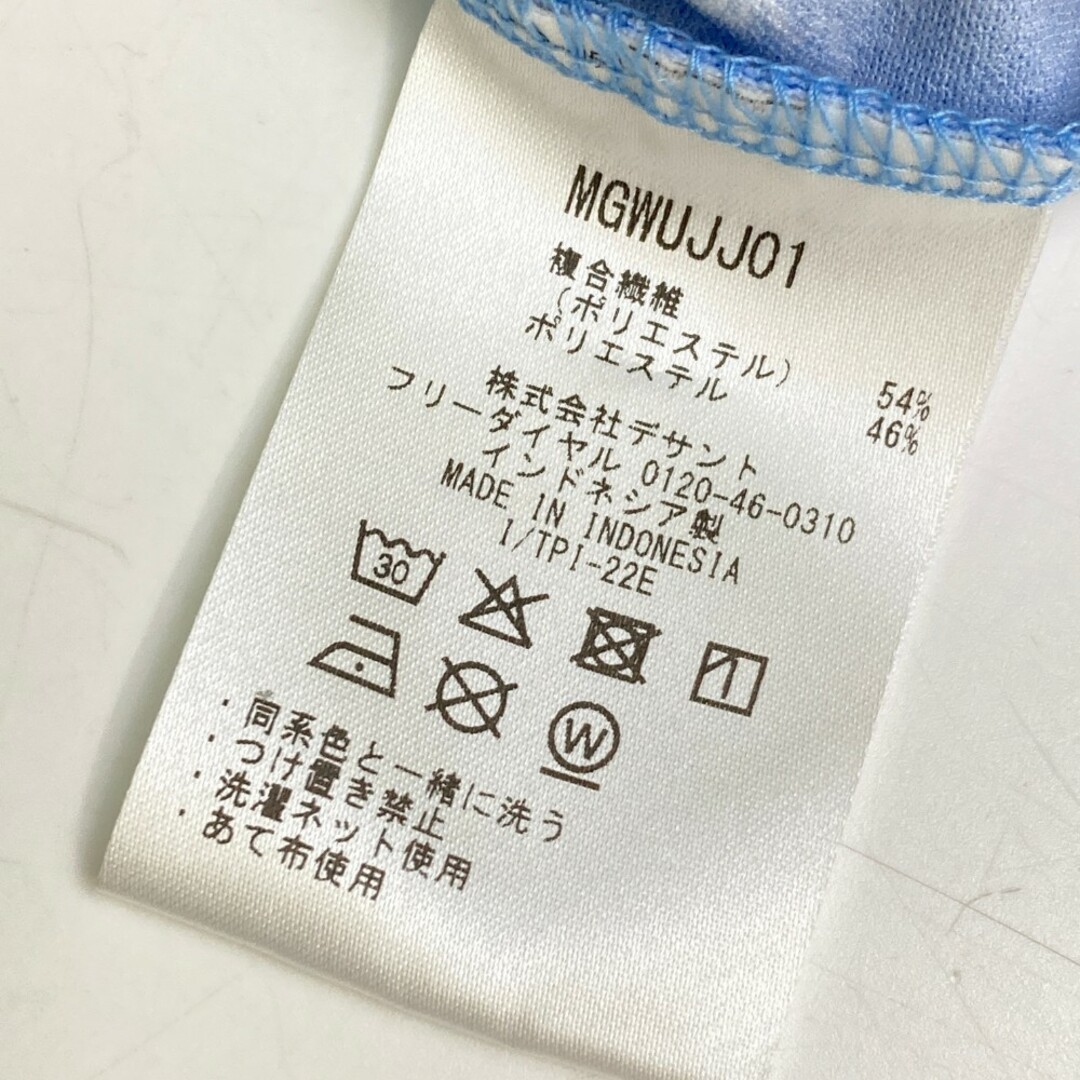 MGWUJJ01
複合繊維
(ポリエステル) 54%
ポリエステル 46%
株式会社デサント
フリーダイヤル 0120-46-0310
インドネシア製
MADE IN INDONESIA
1/TPI-22E
30
W
・同系色と一緒に洗う
・つけ置き禁止
・洗濯ネット使用
・あて布使用